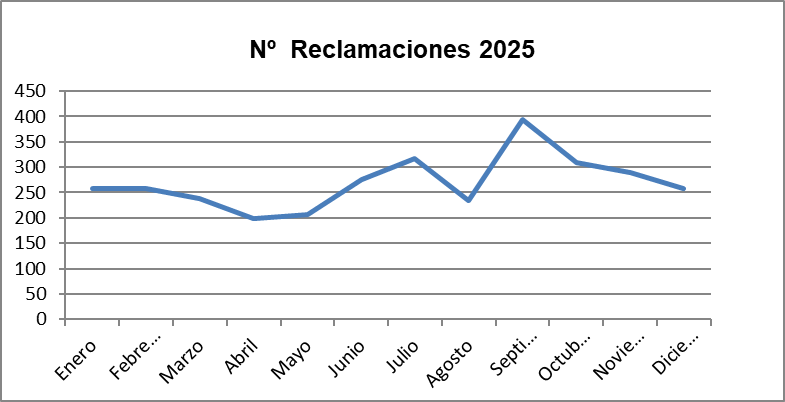 Nº  Reclamaciones 2025
450
400
350
300
250
200
150
100
50
0
Enero
Febre...
Marzo
Abril
Mayo
Junio
Julio
Agosto
Septi...
Octub...
Novie...
Dicie...